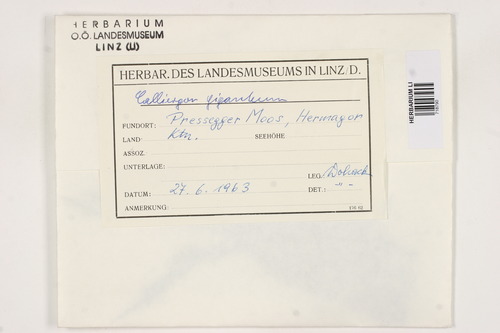 HERBARIUM
O.Ö. LANDESMUSEUM
LINZ (LI)
HERBAR. DES LANDESMUSEUMS IN LINZ/D.
Calliergon giganteum
FUNDORT: Pressegger Moos, Hermagor
LAND: Ktn. SEEHÖHE
ASSOZ.
UNTERLAGE:
LEG.
DATUM: 27. 6. 1963 DET.: " "
ANMERKUNG:
HERBARIUM LI